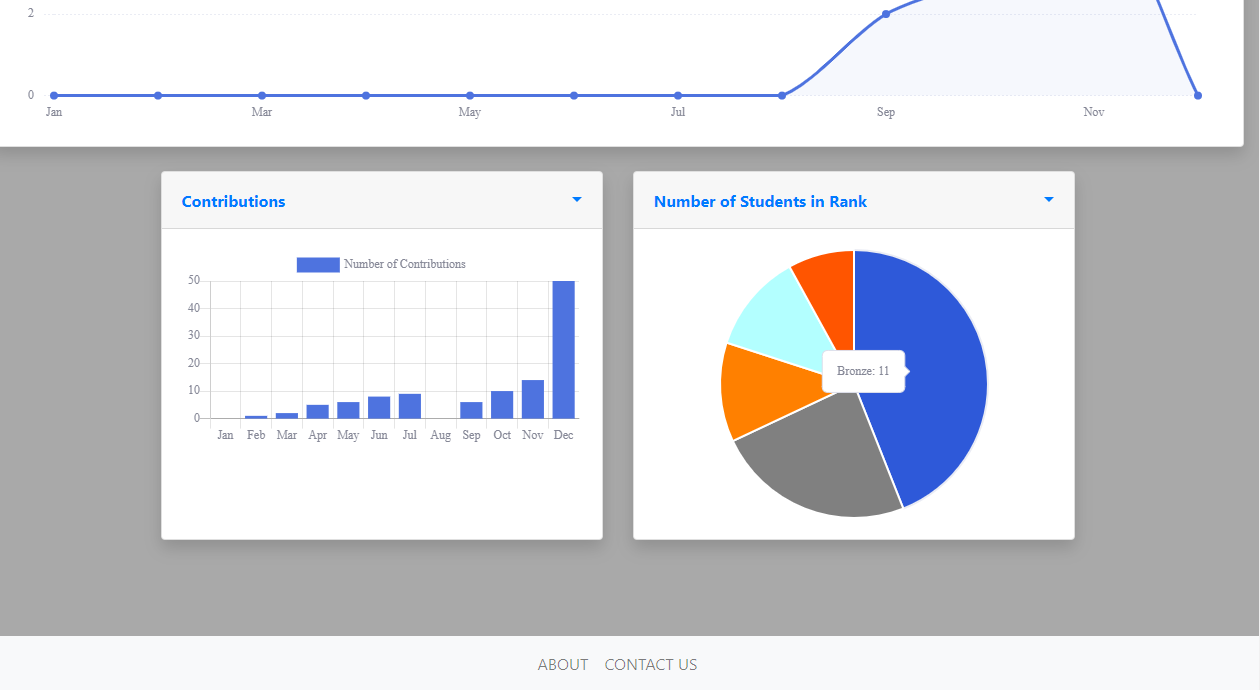 2
0
Jan Mar May Jul Sep Nov
Contributions
Number of Students in Rank
Number of Contributions
50
40
30
20
10
0
Jan Feb Mar Apr May Jun Jul Aug Sep Oct Nov Dec
Bronze: 11
ABOUT CONTACT US